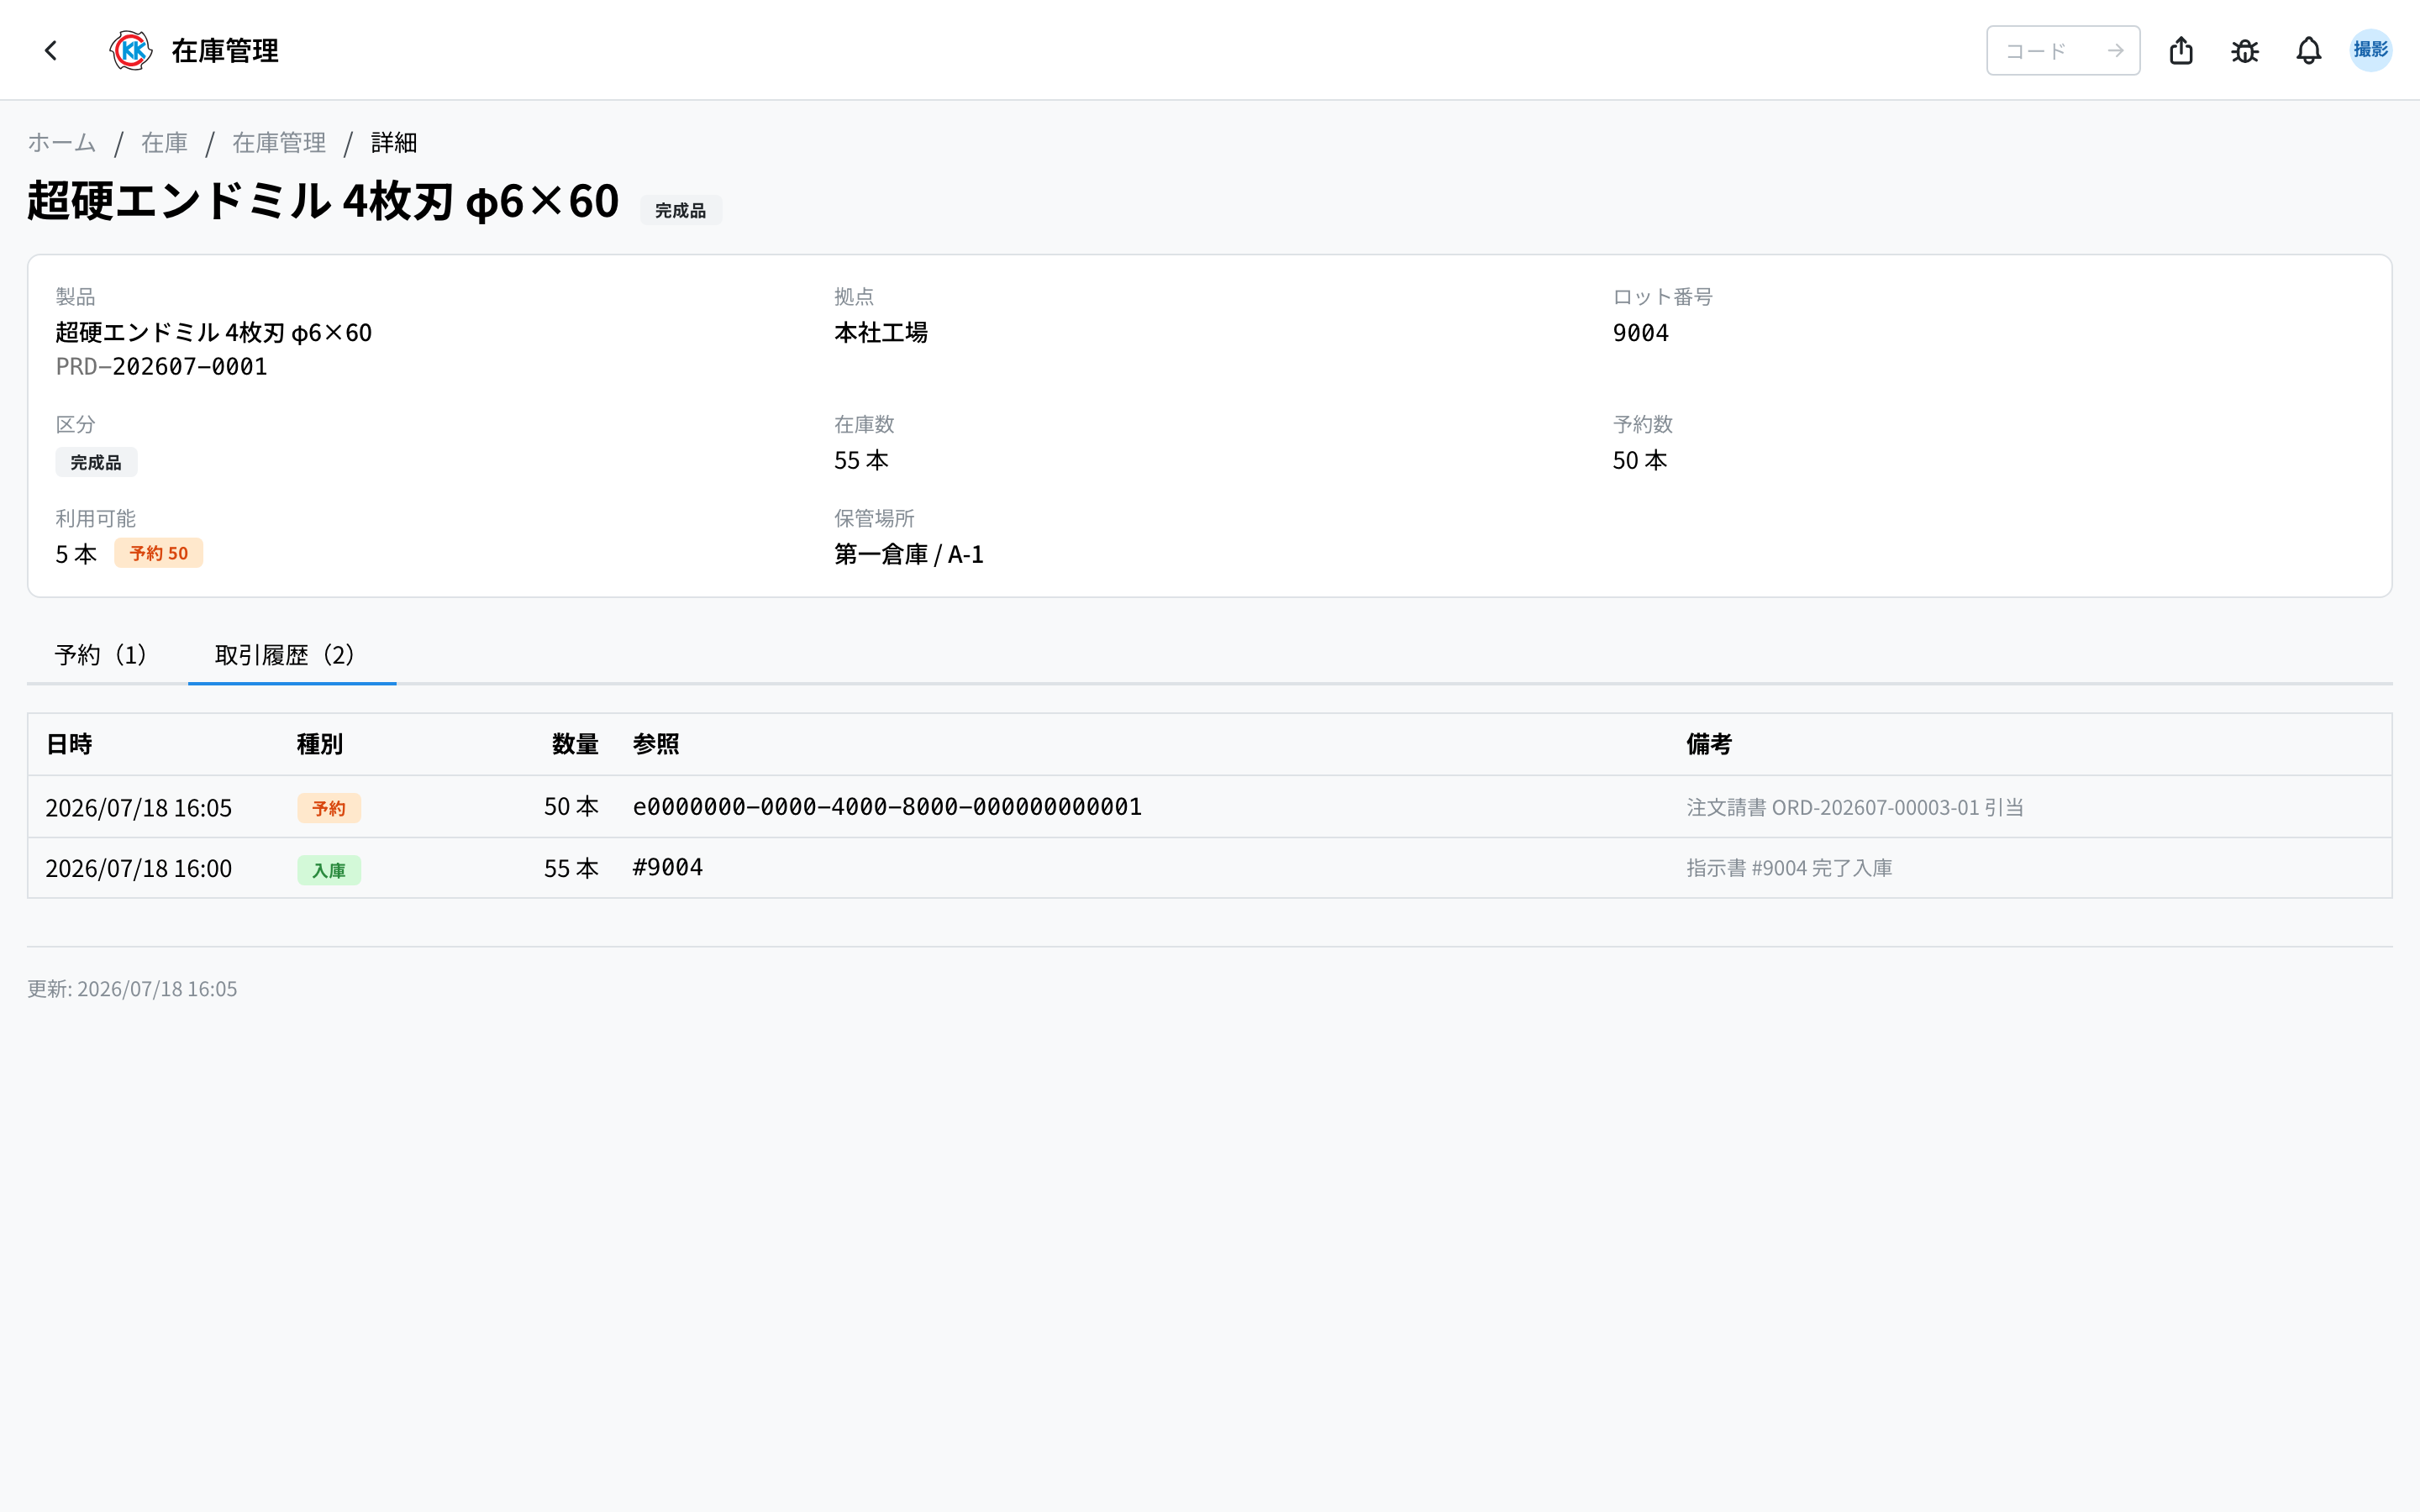 CKK 在庫管理
コード
撮影
ホーム / 在庫 / 在庫管理 / 詳細
超硬エンドミル 4枚刃 φ6×60 完成品
製品
超硬エンドミル 4枚刃 φ6×60
PRD-202607-0001
拠点
本社工場
ロット番号
9004
区分
完成品
在庫数
55 本
予約数
50 本
利用可能
5 本 予約 50
保管場所
第一倉庫 / A-1
予約（1） 取引履歴（2）
日時 種別 数量 参照 備考
2026/07/18 16:05 予約 50 本 e0000000-0000-4000-8000-000000000001 注文請書 ORD-202607-00003-01 引当
2026/07/18 16:00 入庫 55 本 #9004 指示書 #9004 完了入庫
更新: 2026/07/18 16:05